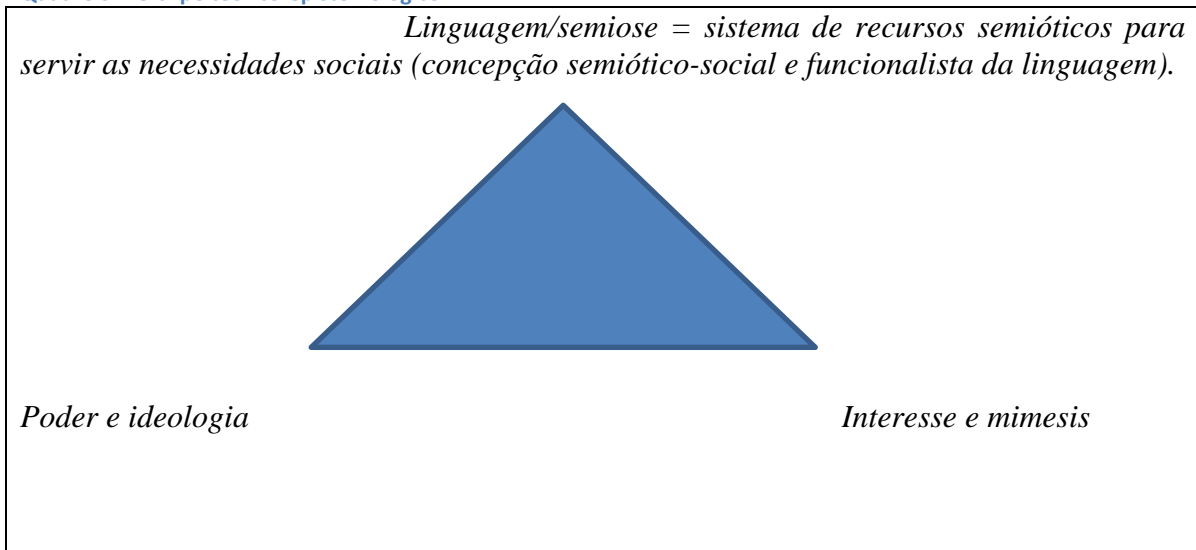 Linguagem/semiose = sistema de recursos semióticos para
servir as necessidades sociais (concepção semiótico-social e funcionalista da linguagem).
Poder e ideologia
Interesse e mimesis